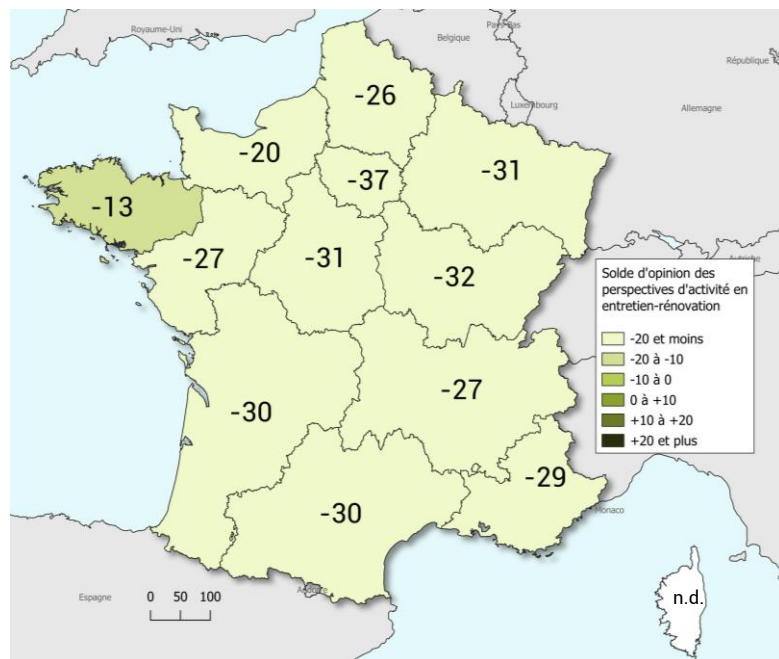 Royaume-Uni
Belgique
Pays-Bas
Luxembourg
Allemagne
République T
Autriche
-26
-20
-37
-31
-13
-27
-31
-32
-30
-27
-29
-30
Monaco
Andorre
Espagne
0 50 100
n.d.
Solde d'opinion des
perspectives d'activité en
entretien-rénovation
-20 et moins
-20 à -10
-10 à 0
0 à +10
+10 à +20
+20 et plus